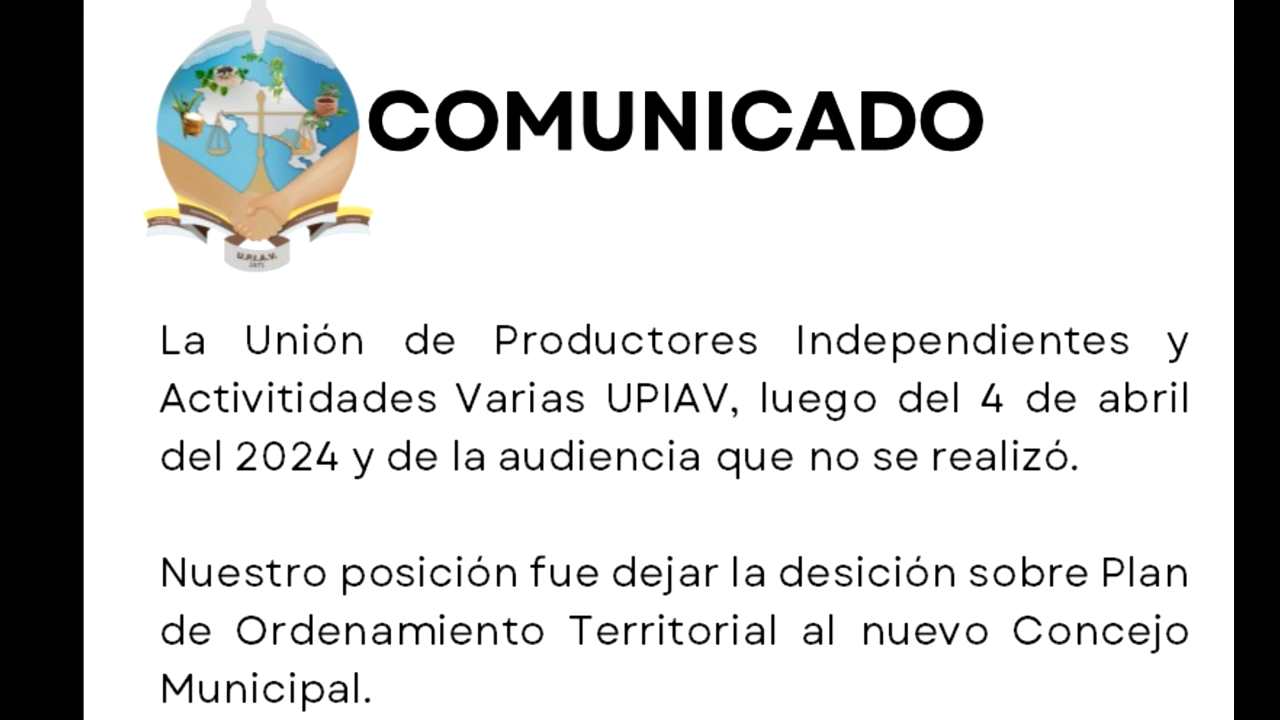 COMUNICADO
U.P.I.A.V.
La Unión de Productores Independientes y
Activitidades Varias UPIAV, luego del 4 de abril
del 2024 y de la audiencia que no se realizó.
Nuestro posición fue dejar la desición sobre Plan
de Ordenamiento Territorial al nuevo Concejo
Municipal.